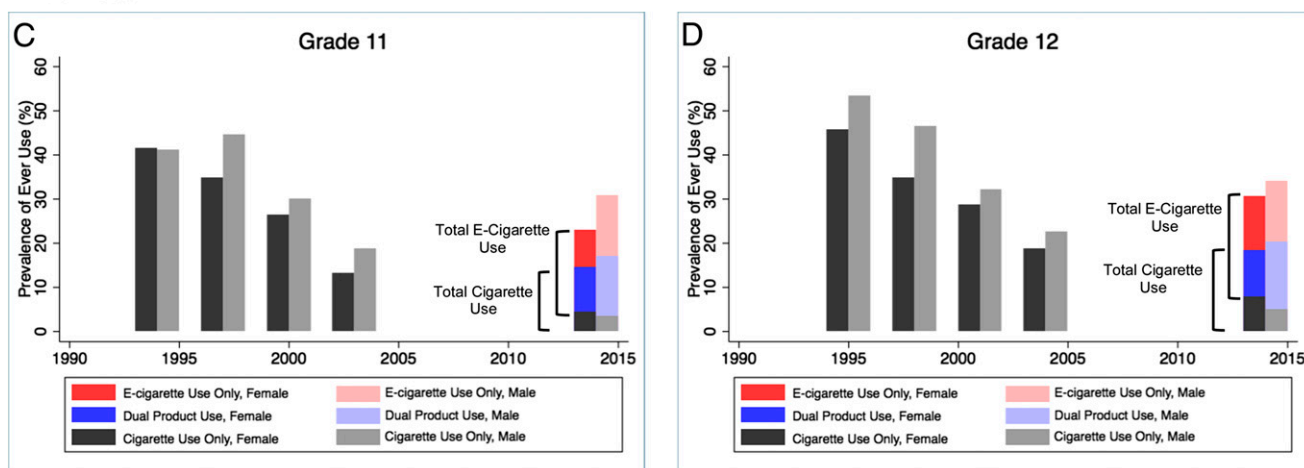 C
Grade 11
Prevalence of Ever Use (%)
60
50
40
30
20
10
0
Total E-Cigarette
Use
Total Cigarette
Use
1990 1995 2000 2005 2010 2015
E-cigarette Use Only, Female E-cigarette Use Only, Male
Dual Product Use, Female Dual Product Use, Male
Cigarette Use Only, Female Cigarette Use Only, Male
D
Grade 12
Prevalence of Ever Use (%)
60
50
40
30
20
10
0
Total E-Cigarette
Use
Total Cigarette
Use
1990 1995 2000 2005 2010 2015
E-cigarette Use Only, Female E-cigarette Use Only, Male
Dual Product Use, Female Dual Product Use, Male
Cigarette Use Only, Female Cigarette Use Only, Male